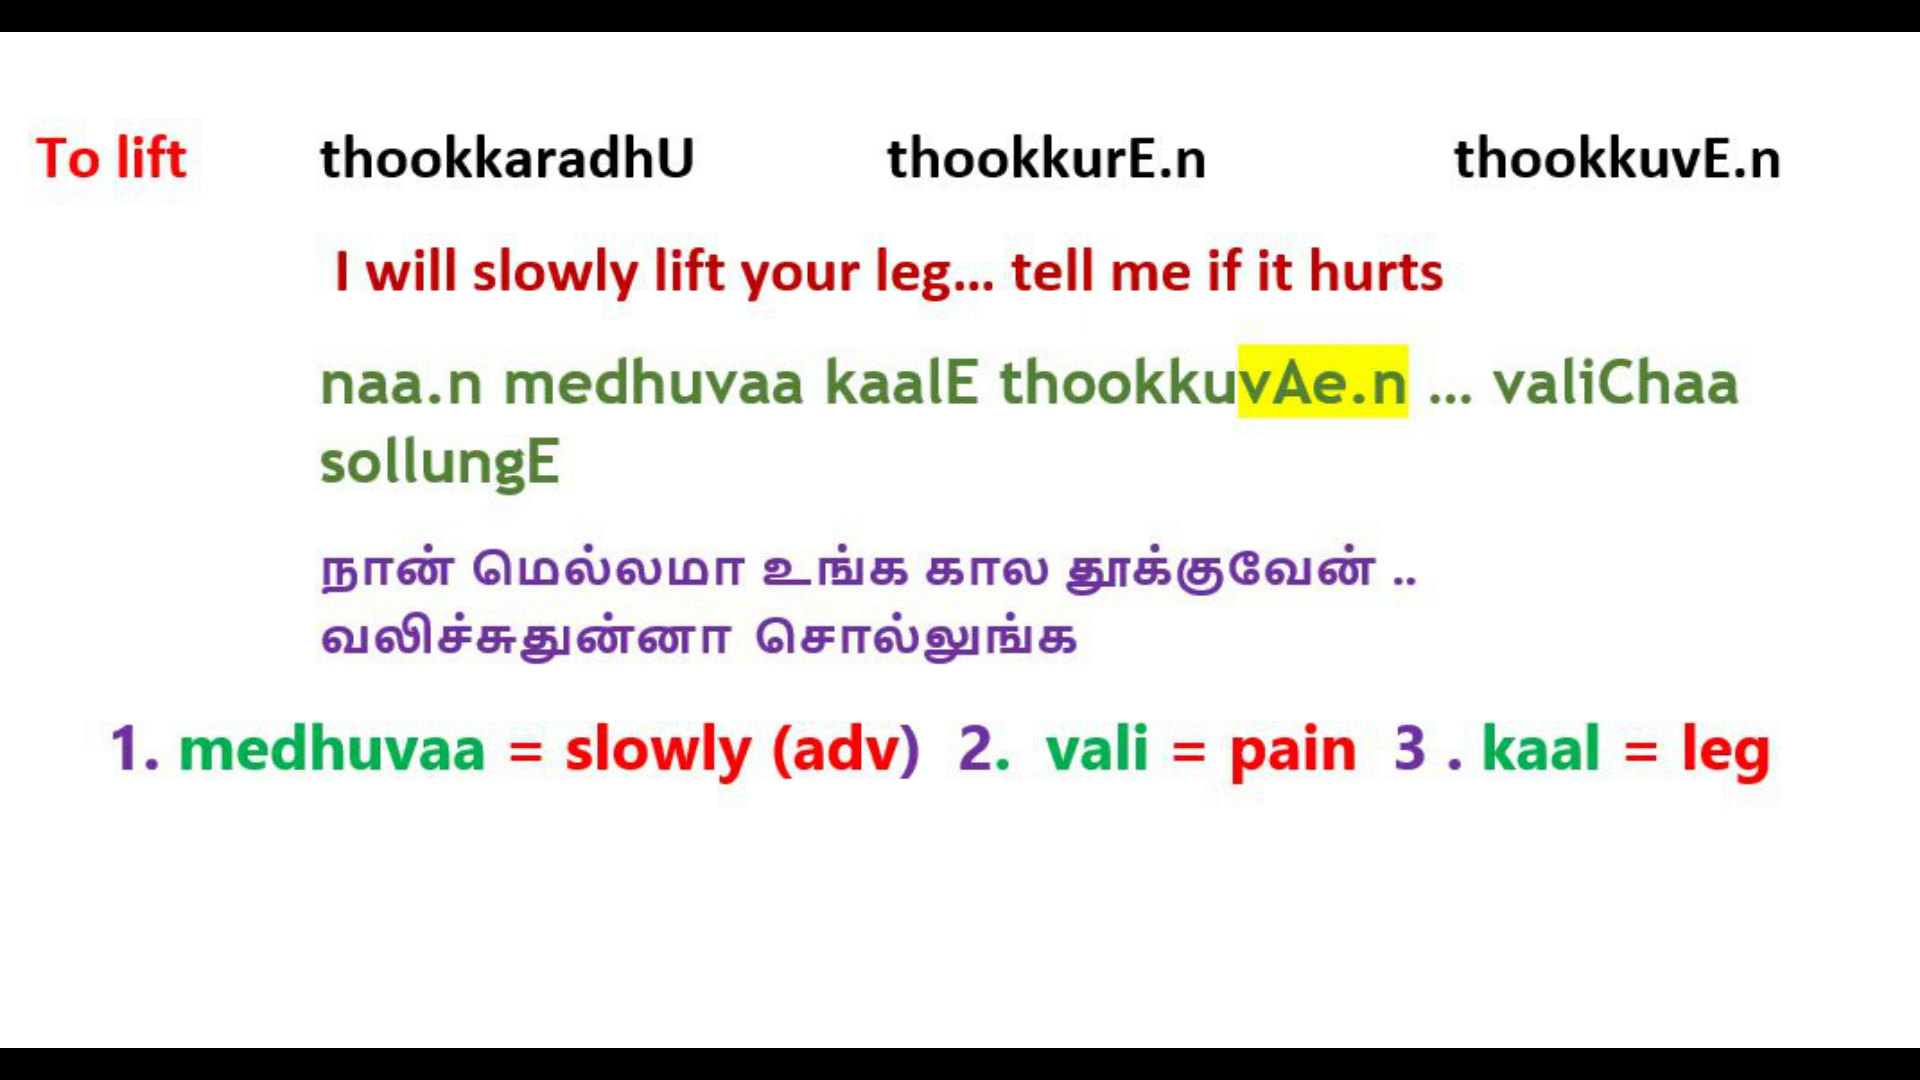 To lift thookkaradhU thookkurE.n thookkuvE.n
I will slowly lift your leg... tell me if it hurts
naa.n medhuvaa kaalE thookkuvAe.n ... valiChaa
sollungE
நான் மெல்லமா உங்க கால தூக்குவேன் ..
வலிச்சுதுன்னா சொல்லுங்க
1. medhuvaa = slowly (adv) 2. vali = pain 3 . kaal = leg